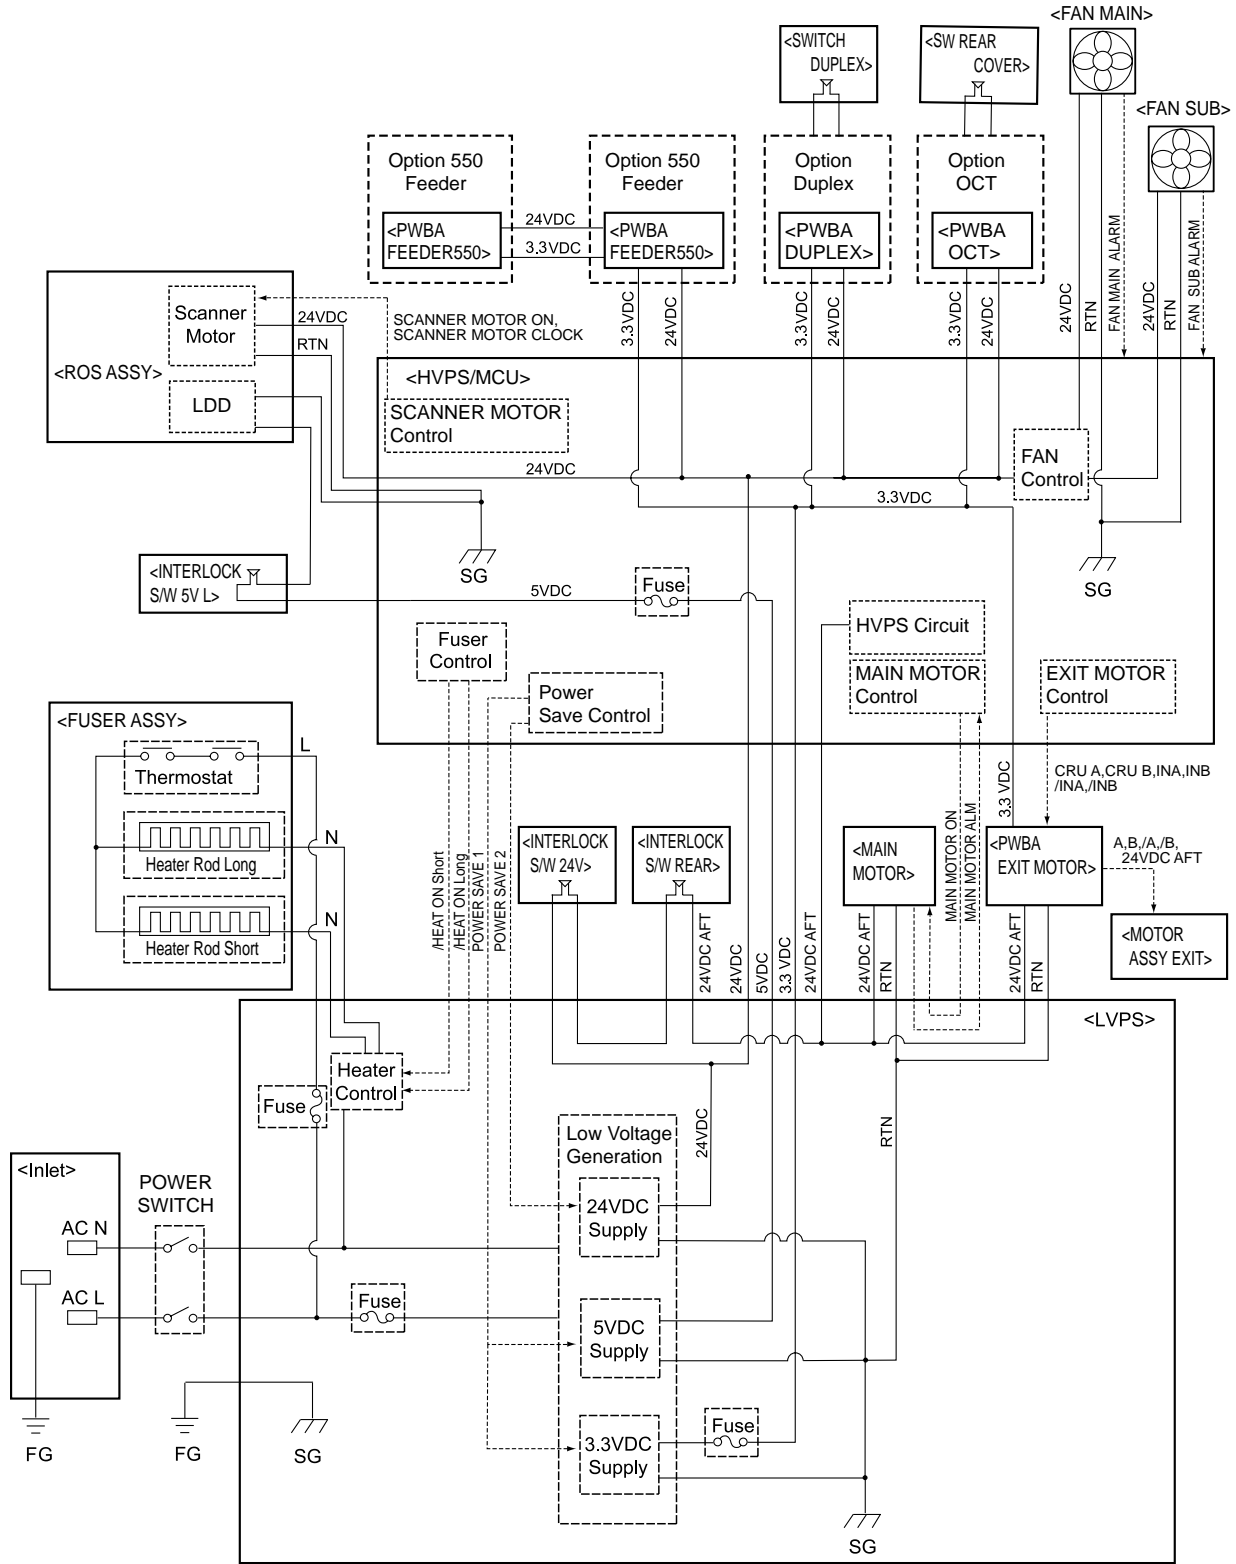 <FAN MAIN>
<SWITCH
DUPLEX>
<SW REAR
COVER>
<FAN SUB>
Option 550
Feeder
Option 550
Feeder
Option
Duplex
Option
OCT
<PWBA
FEEDER550>
24VDC
3.3VDC
<PWBA
FEEDER550>
<PWBA
DUPLEX>
<PWBA
OCT>
3.3VDC
24VDC
3.3VDC
24VDC
3.3VDC
24VDC
24VDC
RTN
FAN MAIN ALARM
24VDC
RTN
FAN SUB ALARM
Scanner
Motor
24VDC
RTN
SCANNER MOTOR ON,
SCANNER MOTOR CLOCK
<ROS ASSY>
LDD
<HVPS/MCU>
SCANNER MOTOR
Control
24VDC
FAN
Control
3.3VDC
SG
SG
<INTERLOCK
S/W 5V L>
5VDC
Fuse
HVPS Circuit
Fuser
Control
MAIN MOTOR
Control
EXIT MOTOR
Control
Power
Save Control
<FUSER ASSY>
L
Thermostat
N
Heater Rod Long
N
Heater Rod Short
/HEAT ON Short
/HEAT ON Long
POWER SAVE 1
POWER SAVE 2
<INTERLOCK
S/W 24V>
<INTERLOCK
S/W REAR>
24VDC AFT
24VDC
5VDC
3.3 VDC
24VDC AFT
<MAIN
MOTOR>
24VDC AFT
RTN
MAIN MOTOR ON
MAIN MOTOR ALM
3.3 VDC
CRU A,CRU B,INA,INB
/INA,/INB
<PWBA
EXIT MOTOR>
A,B,/A,/B,
24VDC AFT
24VDC AFT
RTN
<MOTOR
ASSY EXIT>
<LVPS>
Heater
Control
Fuse
Low Voltage
Generation
24VDC
RTN
<Inlet>
POWER
SWITCH
AC N
24VDC
Supply
AC L
Fuse
5VDC
Supply
FG
FG
SG
3.3VDC
Supply
Fuse
SG